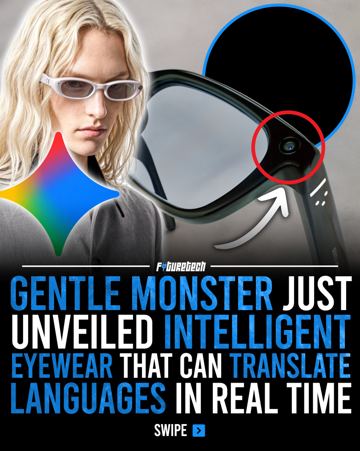 FUTURETECH
GENTLE MONSTER JUST
UNVEILED INTELLIGENT
EYEWEAR THAT CAN TRANSLATE
LANGUAGES IN REAL TIME
SWIPE